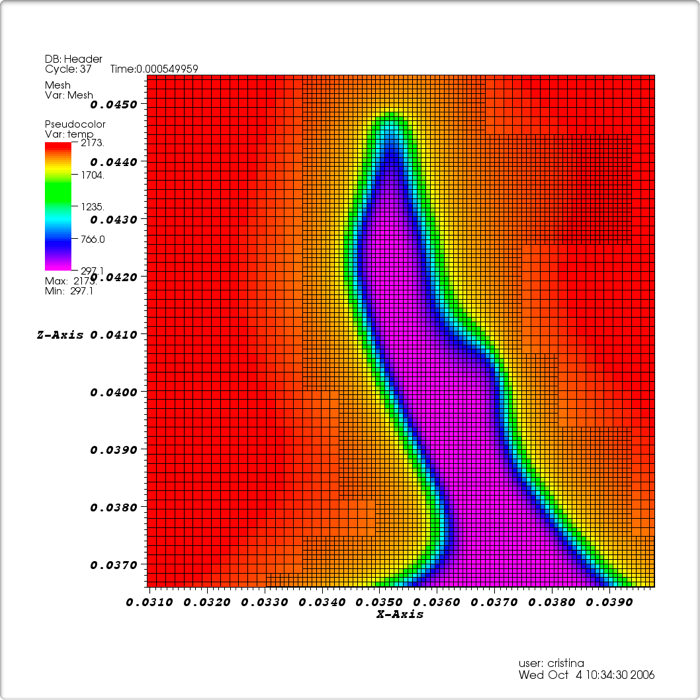 DB: Header
Cycle: 37 Time:0.000549959
Mesh
Var: Mesh
Pseudocolor
Var: temp
2173.
1704.
1235.
766.0
297.1
Max: 2173.
Min: 297.1
0.0450
0.0440
0.0430
0.0420
Z-Axis 0.0410
0.0400
0.0390
0.0380
0.0370
0.0310 0.0320 0.0330 0.0340 0.0350 0.0360 0.0370 0.0380 0.0390
X-Axis
user: cristina
Wed Oct 4 10:34:30 2006